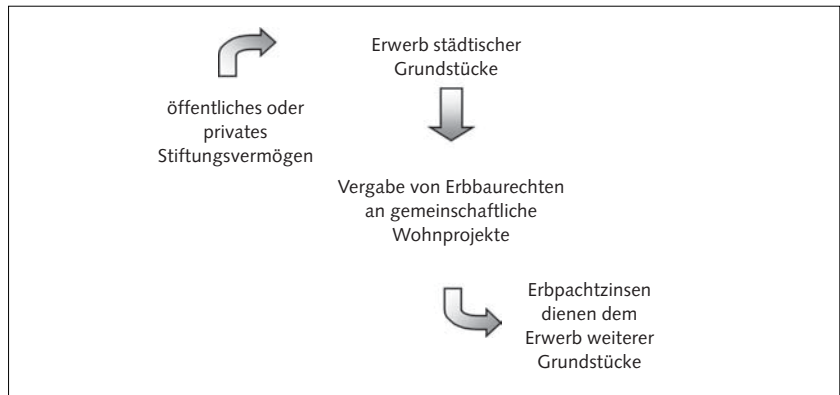 öffentliches oder
privates
Stiftungsvermögen
Erwerb städtischer
Grundstücke
Vergabe von Erbbaurechten
an gemeinschaftliche
Wohnprojekte
Erbpachtzinsen
dienen dem
Erwerb weiterer
Grundstücke